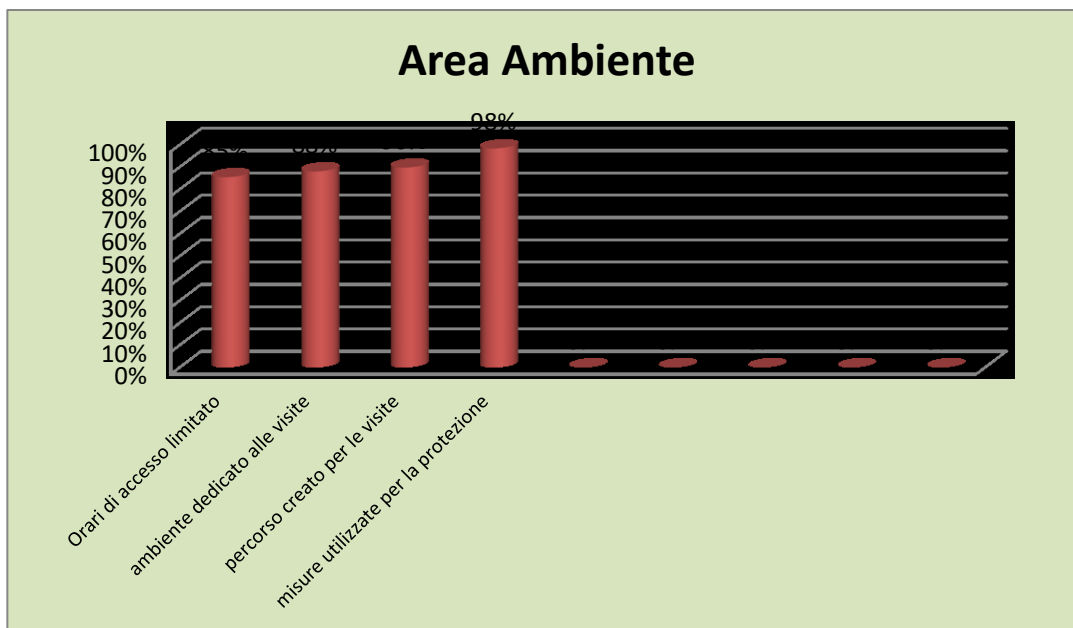 Area Ambiente
98%
100%
90%
80%
70%
60%
50%
40%
30%
20%
10%
0%
Orari di accesso limitato
ambiente dedicato alle visite
percorso creato per le visite
misure utilizzate per la protezione